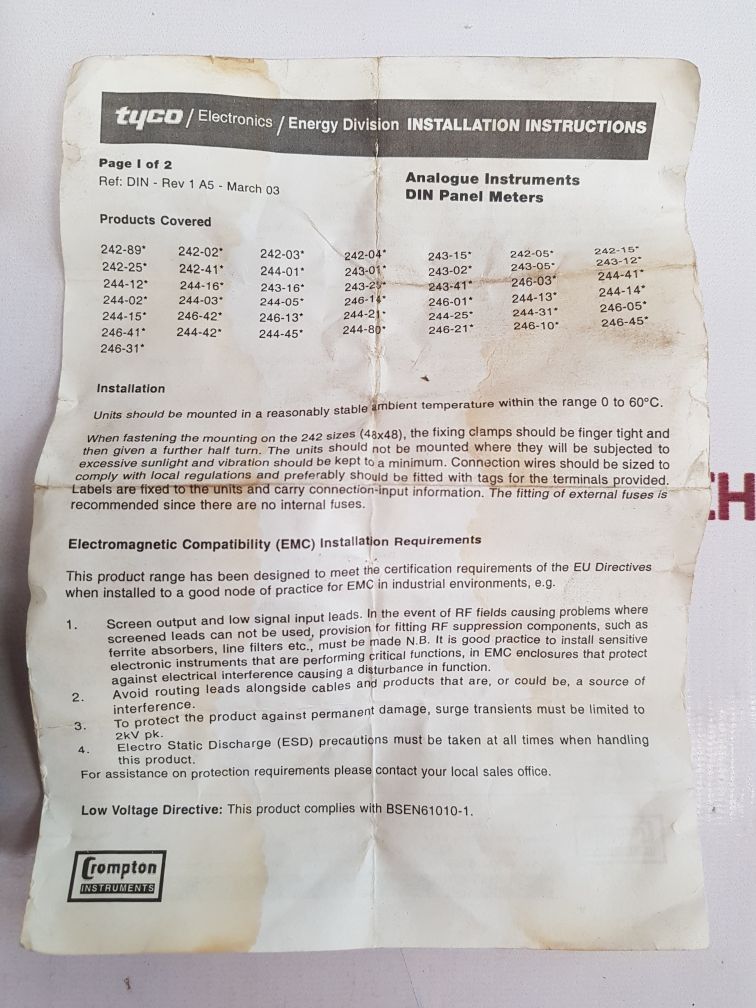 tyco / Electronics / Energy Division INSTALLATION INSTRUCTIONS
Page 1 of 2
Ref: DIN - Rev 1 A5 - March 03
Analogue Instruments
DIN Panel Meters
Products Covered
242-89* 242-02* 242-03* 242-04* 243-15* 242-05* 242-15*
242-25* 242-41* 244-01* 243-01* 243-02* 243-05* 243-12*
244-12* 244-16* 243-16* 243-25* 243-41* 246-03* 244-41*
244-02* 244-03* 244-05* 246-14* 246-01* 244-13* 244-14*
244-15* 246-42* 246-13* 244-21* 244-25* 244-31* 246-05*
246-41* 244-42* 244-45* 244-80* 246-21* 246-10* 246-45*
246-31*
Installation
Units should be mounted in a reasonably stable ambient temperature within the range 0 to 60°C.
When fastening the mounting on the 242 sizes (48x48), the fixing clamps should be finger tight and
then given a further half turn. The units should not be mounted where they will be subjected to
excessive sunlight and vibration should be kept to a minimum. Connection wires should be sized to
comply with local regulations and preferably should be fitted with tags for the terminals provided.
Labels are fixed to the units and carry connection-input information. The fitting of external fuses is
recommended since there are no internal fuses.
Electromagnetic Compatibility (EMC) Installation Requirements
This product range has been designed to meet the certification requirements of the EU Directives
when installed to a good node of practice for EMC in industrial environments, e.g.
1. Screen output and low signal input leads. In the event of RF fields causing problems where
screened leads can not be used, provision for fitting RF suppression components, such as
ferrite absorbers, line filters etc., must be made N.B. It is good practice to install sensitive
electronic instruments that are performing critical functions, in EMC enclosures that protect
against electrical interference causing a disturbance in function.
2. Avoid routing leads alongside cables and products that are, or could be, a source of
interference.
3. To protect the product against permanent damage, surge transients must be limited to
2kV pk.
4. Electro Static Discharge (ESD) precautions must be taken at all times when handling
this product.
For assistance on protection requirements please contact your local sales office.
Low Voltage Directive: This product complies with BSEN61010-1.
Crompton
INSTRUMENTS